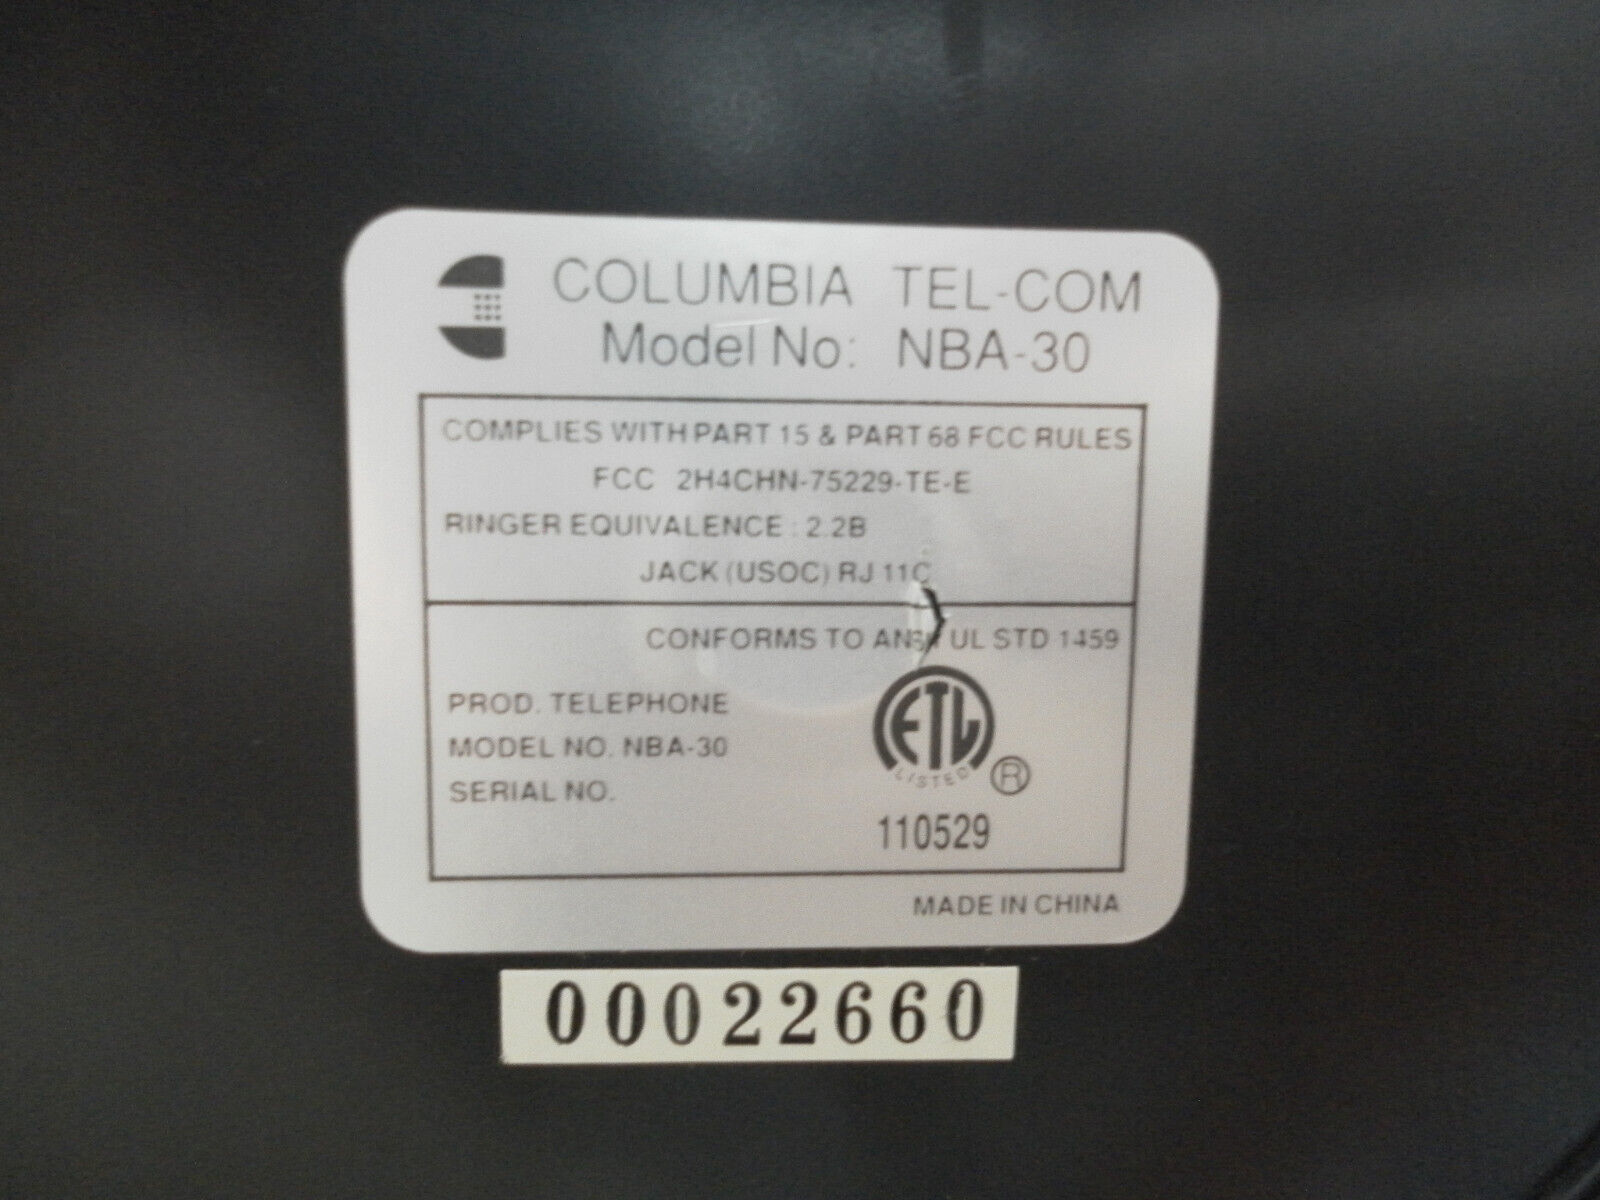 COLUMBIA TEL-COM
Model No: NBA-30
COMPLIES WITH PART 15 & PART 68 FCC RULES
FCC 2H4CHN-75229-TE-E
RINGER EQUIVALENCE : 2.2B
JACK (USOC) RJ 11C
CONFORMS TO UL STD 1459
PROD. TELEPHONE
MODEL NO. NBA-30
SERIAL NO.
ETL
LISTED
®
110529
MADE IN CHINA
00022660